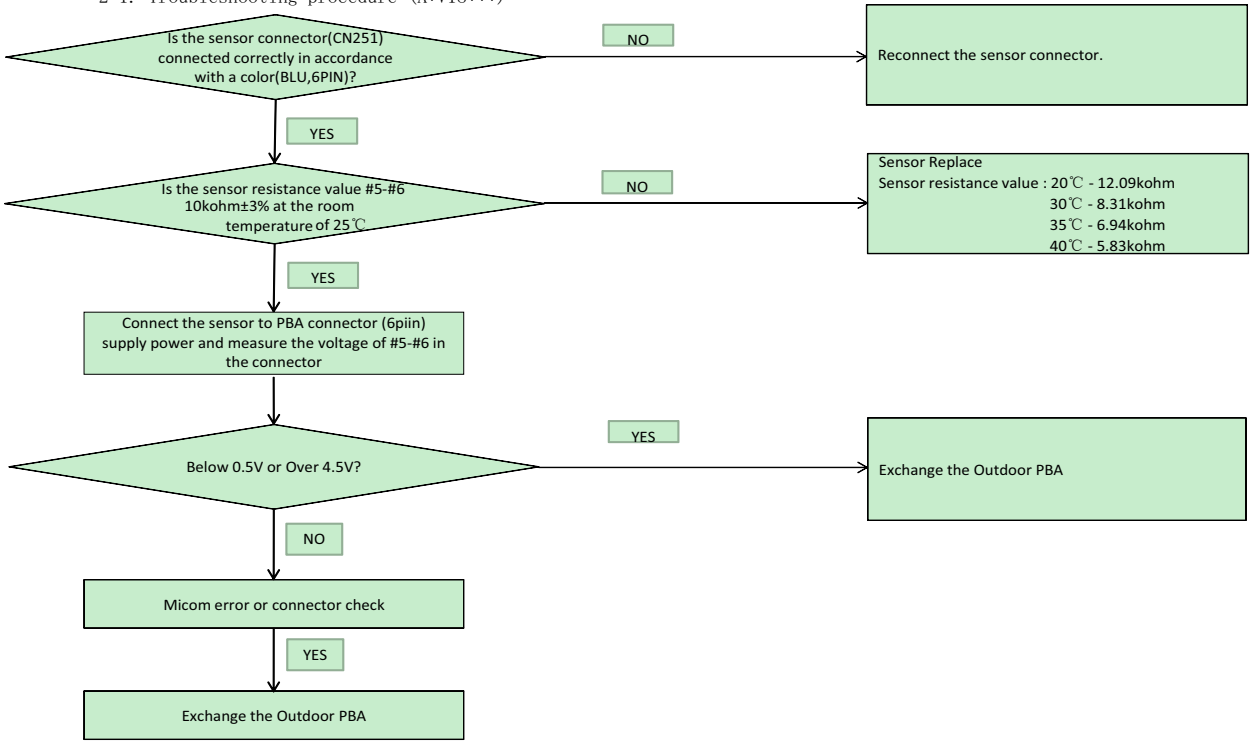 2-1. Troubleshooting procedure
Is the sensor connector(CN251)
connected correctly in accordance
with a color(BLU,6PIN)?
NO
Reconnect the sensor connector.
YES
Is the sensor resistance value #5-#6
10kohm±3% at the room
temperature of 25℃
NO
Sensor Replace
Sensor resistance value : 20℃ - 12.09kohm
30℃ - 8.31kohm
35℃ - 6.94kohm
40℃ - 5.83kohm
YES
Connect the sensor to PBA connector (6piin)
supply power and measure the voltage of #5-#6 in
the connector
Below 0.5V or Over 4.5V?
YES
Exchange the Outdoor PBA
NO
Micom error or connector check
YES
Exchange the Outdoor PBA